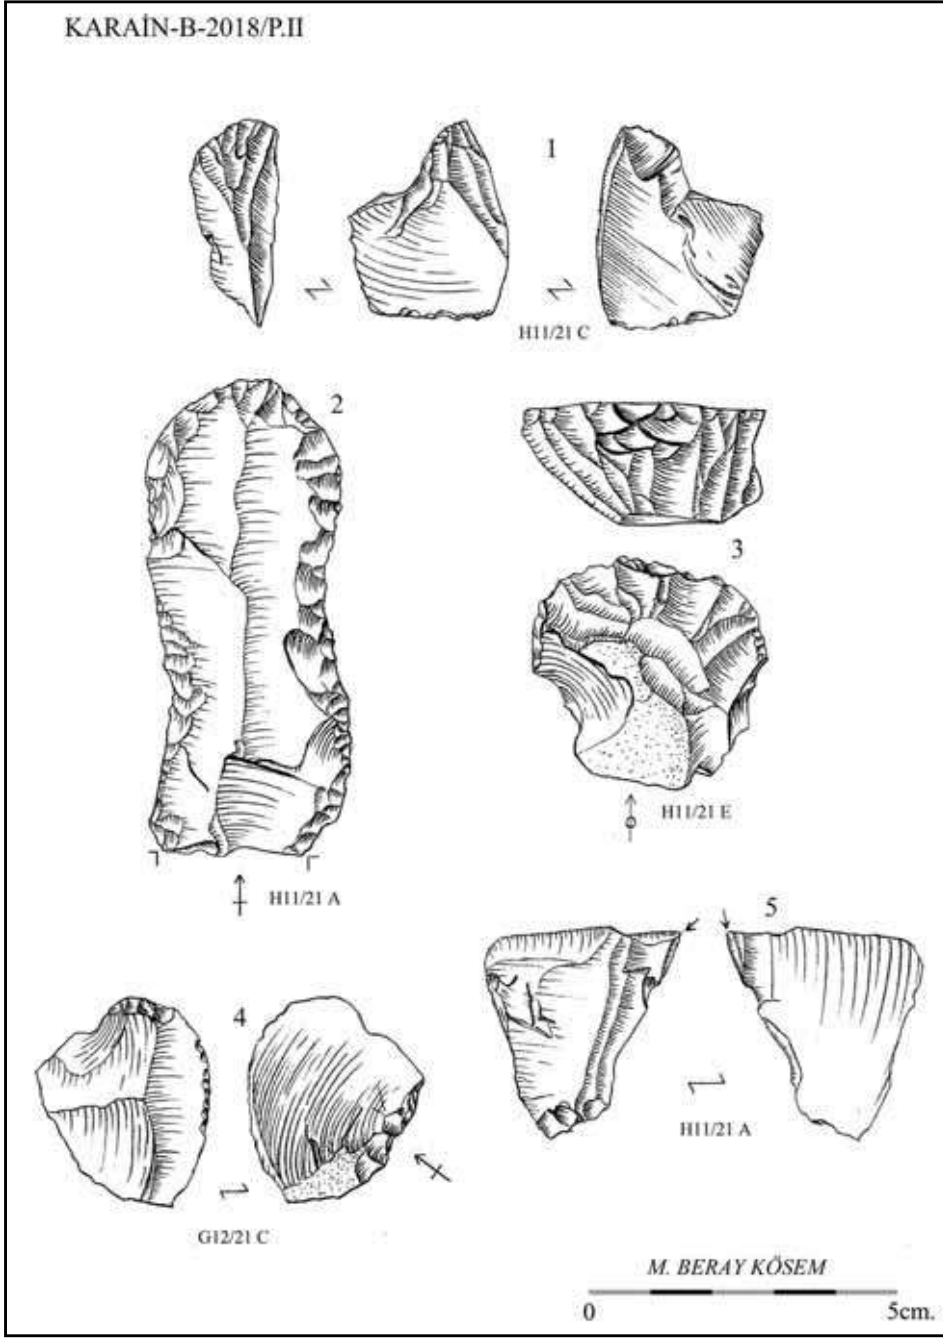 KARAİN-B-2018/P.II
1
H11/21 C
2
3
H11/21 E
H11/21 A
5
4
H11/21 A
G12/21 C
M. BERAY KÖSEM
0 5cm.